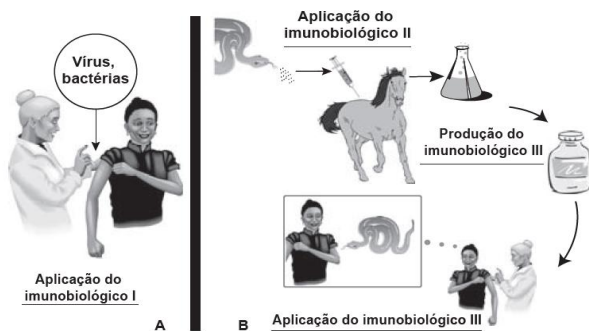 Vírus,
bactérias
Aplicação do
imunobiológico I
A
Aplicação do
imunobiológico II
Produção do
imunobiológico III
Aplicação do imunobiológico III
B